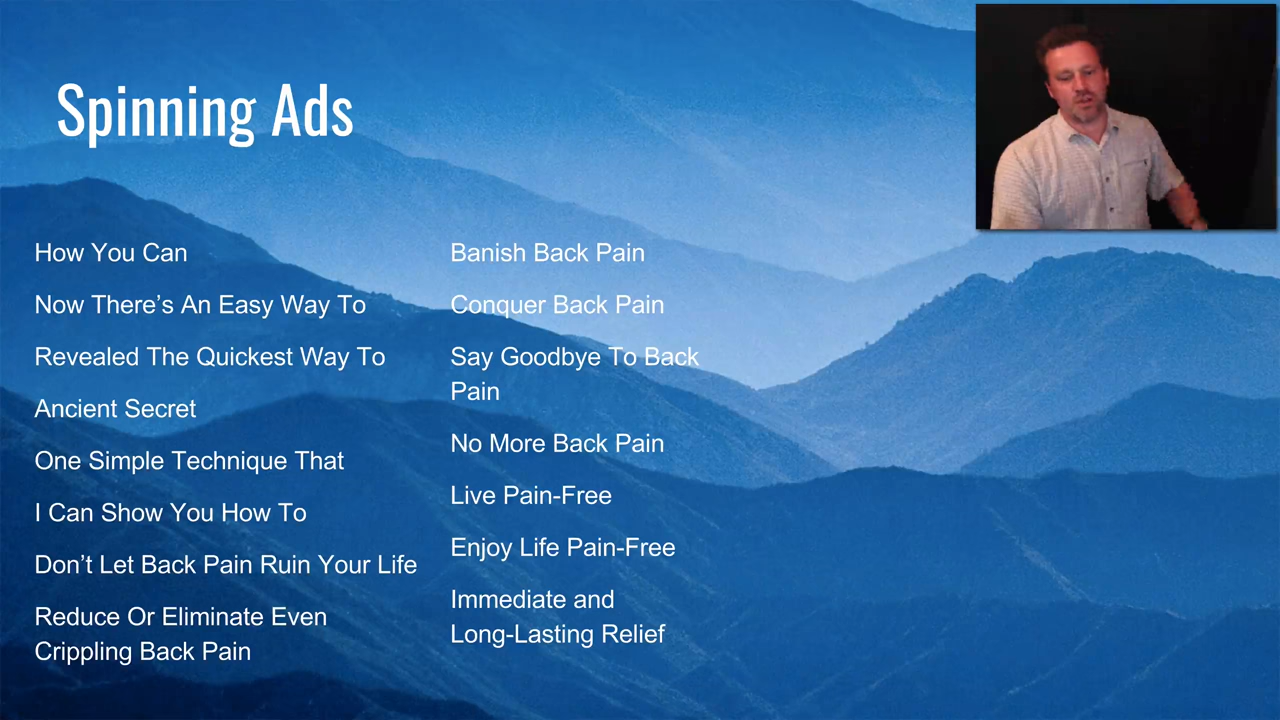 Spinning Ads
How You Can
Now There’s An Easy Way To
Revealed The Quickest Way To
Ancient Secret
One Simple Technique That
I Can Show You How To
Don’t Let Back Pain Ruin Your Life
Reduce Or Eliminate Even
Crippling Back Pain
Banish Back Pain
Conquer Back Pain
Say Goodbye To Back
Pain
No More Back Pain
Live Pain-Free
Enjoy Life Pain-Free
Immediate and
Long-Lasting Relief